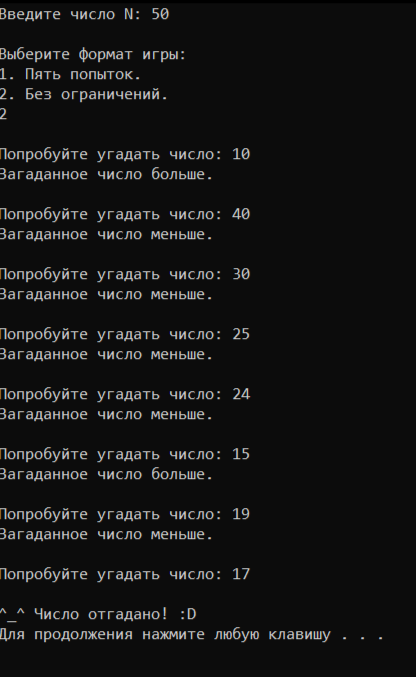 Введите число N: 50
Выберите формат игры:
1. Пять попыток.
2. Без ограничений.
2
Попробуйте угадать число: 10
Загаданное число больше.
Попробуйте угадать число: 40
Загаданное число меньше.
Попробуйте угадать число: 30
Загаданное число меньше.
Попробуйте угадать число: 25
Загаданное число меньше.
Попробуйте угадать число: 24
Загаданное число меньше.
Попробуйте угадать число: 15
Загаданное число больше.
Попробуйте угадать число: 19
Загаданное число меньше.
Попробуйте угадать число: 17
^_^ Число отгадано! :D
Для продолжения нажмите любую клавишу . . .